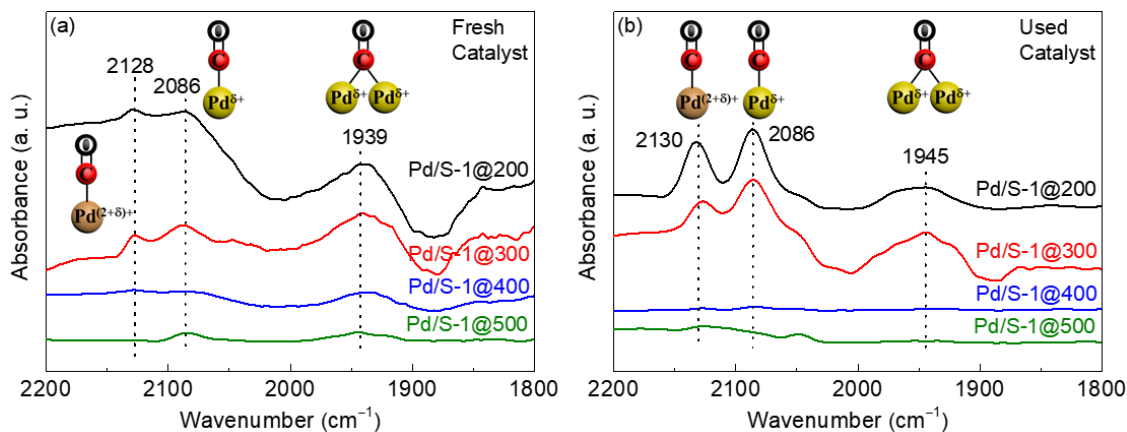 (a)
Fresh
Catalyst
O
C
Pdδ+
2128
2086
O
C
Pdδ+ Pdδ+
1939
O
C
Pd(2+δ)+
Pd/S-1@200
Pd/S-1@300
Pd/S-1@400
Pd/S-1@500
Absorbance (a. u.)
2200 2100 2000 1900 1800
Wavenumber (cm⁻¹)
(b)
Used
Catalyst
O
C
Pd(2+δ)+
O
C
Pdδ+
O
C
Pdδ+ Pdδ+
2130
2086
1945
Pd/S-1@200
Pd/S-1@300
Pd/S-1@400
Pd/S-1@500
Absorbance (a. u.)
2200 2100 2000 1900 1800
Wavenumber (cm⁻¹)